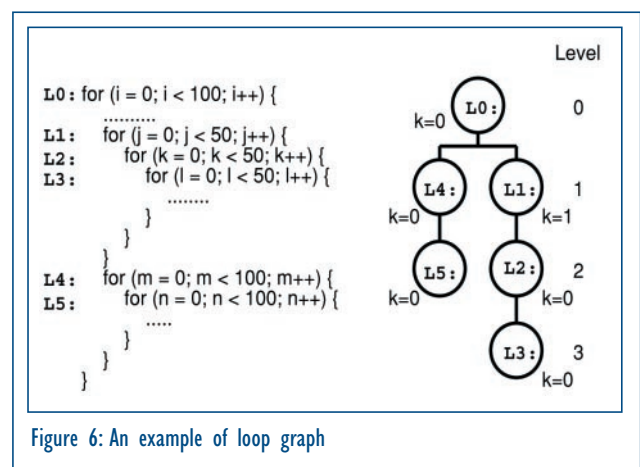 Level
L0: for (i = 0; i < 100; i++) {
..........
L1: for (j = 0; j < 50; j++) {
L2: for (k = 0; k < 50; k++) {
L3: for (l = 0; l < 50; l++) {
........
}
}
}
L4: for (m = 0; m < 100; m++) {
L5: for (n = 0; n < 100; n++) {
.....
}
}
}
L0: 0
k=0
L4: L1: 1
k=0 k=1
L5: L2: 2
k=0 k=0
L3: 3
k=0
Figure 6: An example of loop graph